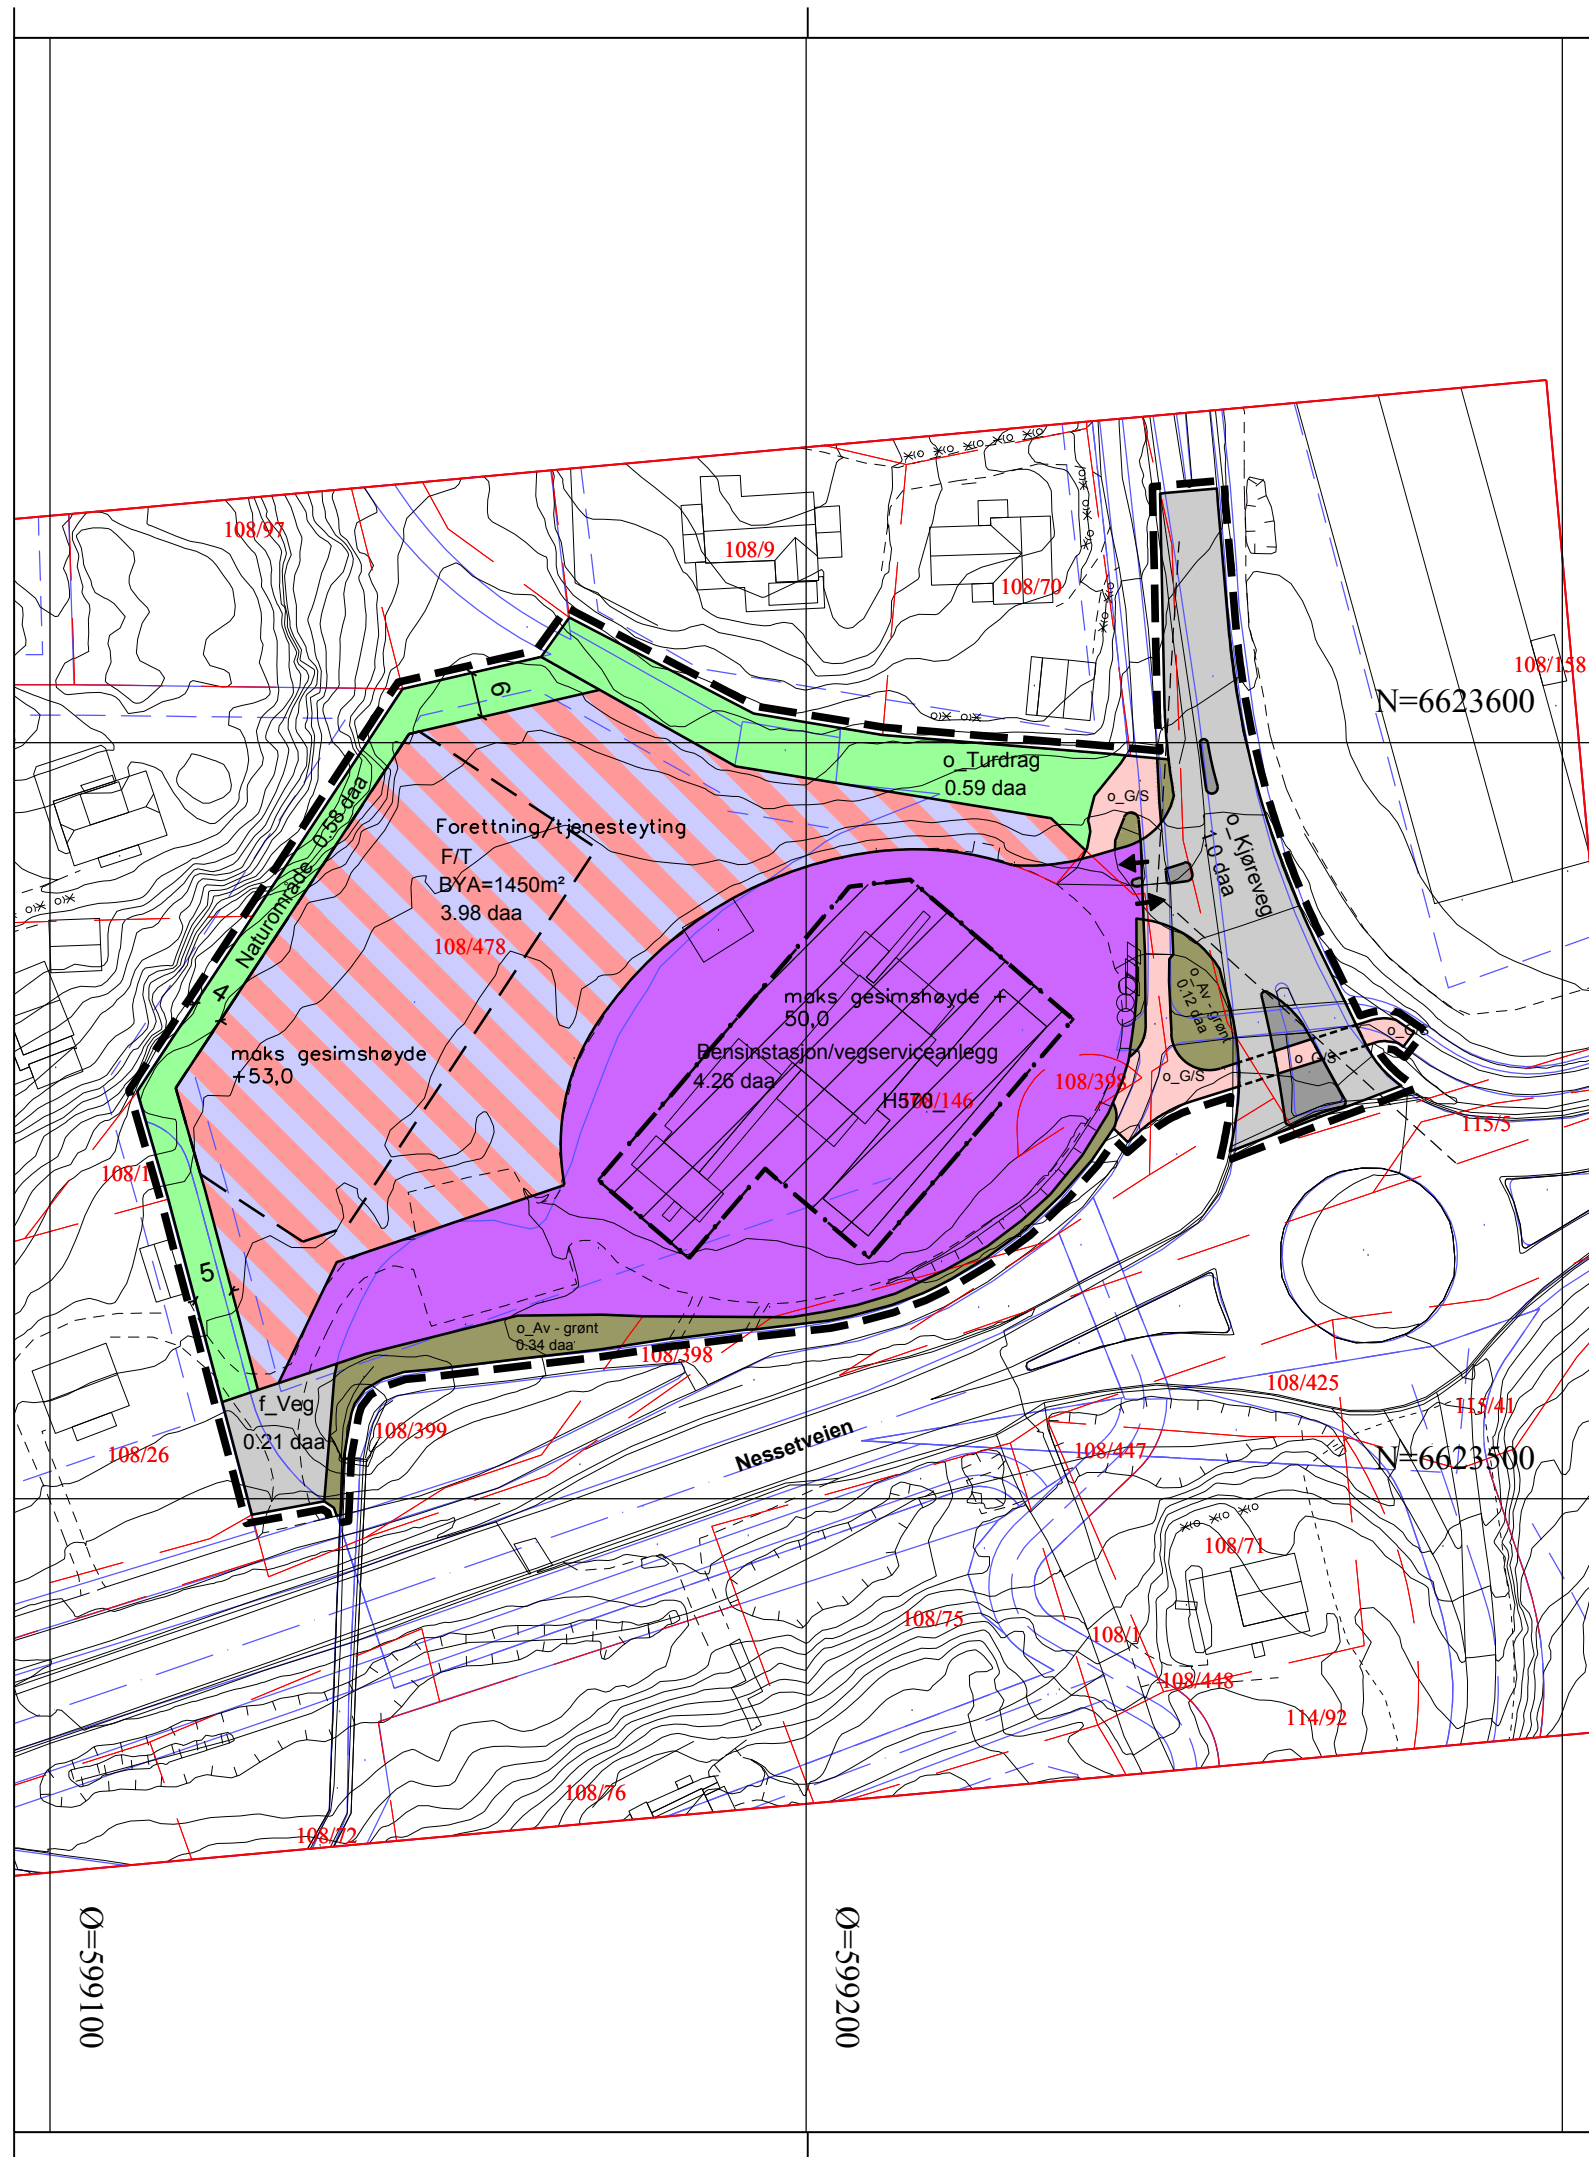 108/97
108/9
108/70
108/158
N=6623600
6
o_Turdrag
0.59 daa
o_G/S
Forettning/tjenesteyting
F/T
BYA=1450m²
3.98 daa
108/478
Naturområde 0.58 daa
4
o_Kjøreveg
1.0 daa
maks gesimshøyde +
50,0
Bensinstasjon/vegserviceanlegg
4.26 daa
108/146
108/398
o_Av - grønt
0.12 daa
o_G/S
o_G/S
o_G/S
maks gesimshøyde
+53,0
115/5
108/1
5
o_Av - grønt
0.34 daa
108/398
f_Veg
0.21 daa
108/399
108/26
Nessetveien
108/425
115/41
108/447
N=6623500
108/71
108/75
108/1
108/448
114/92
108/76
108/72
Ø=599100
Ø=599200